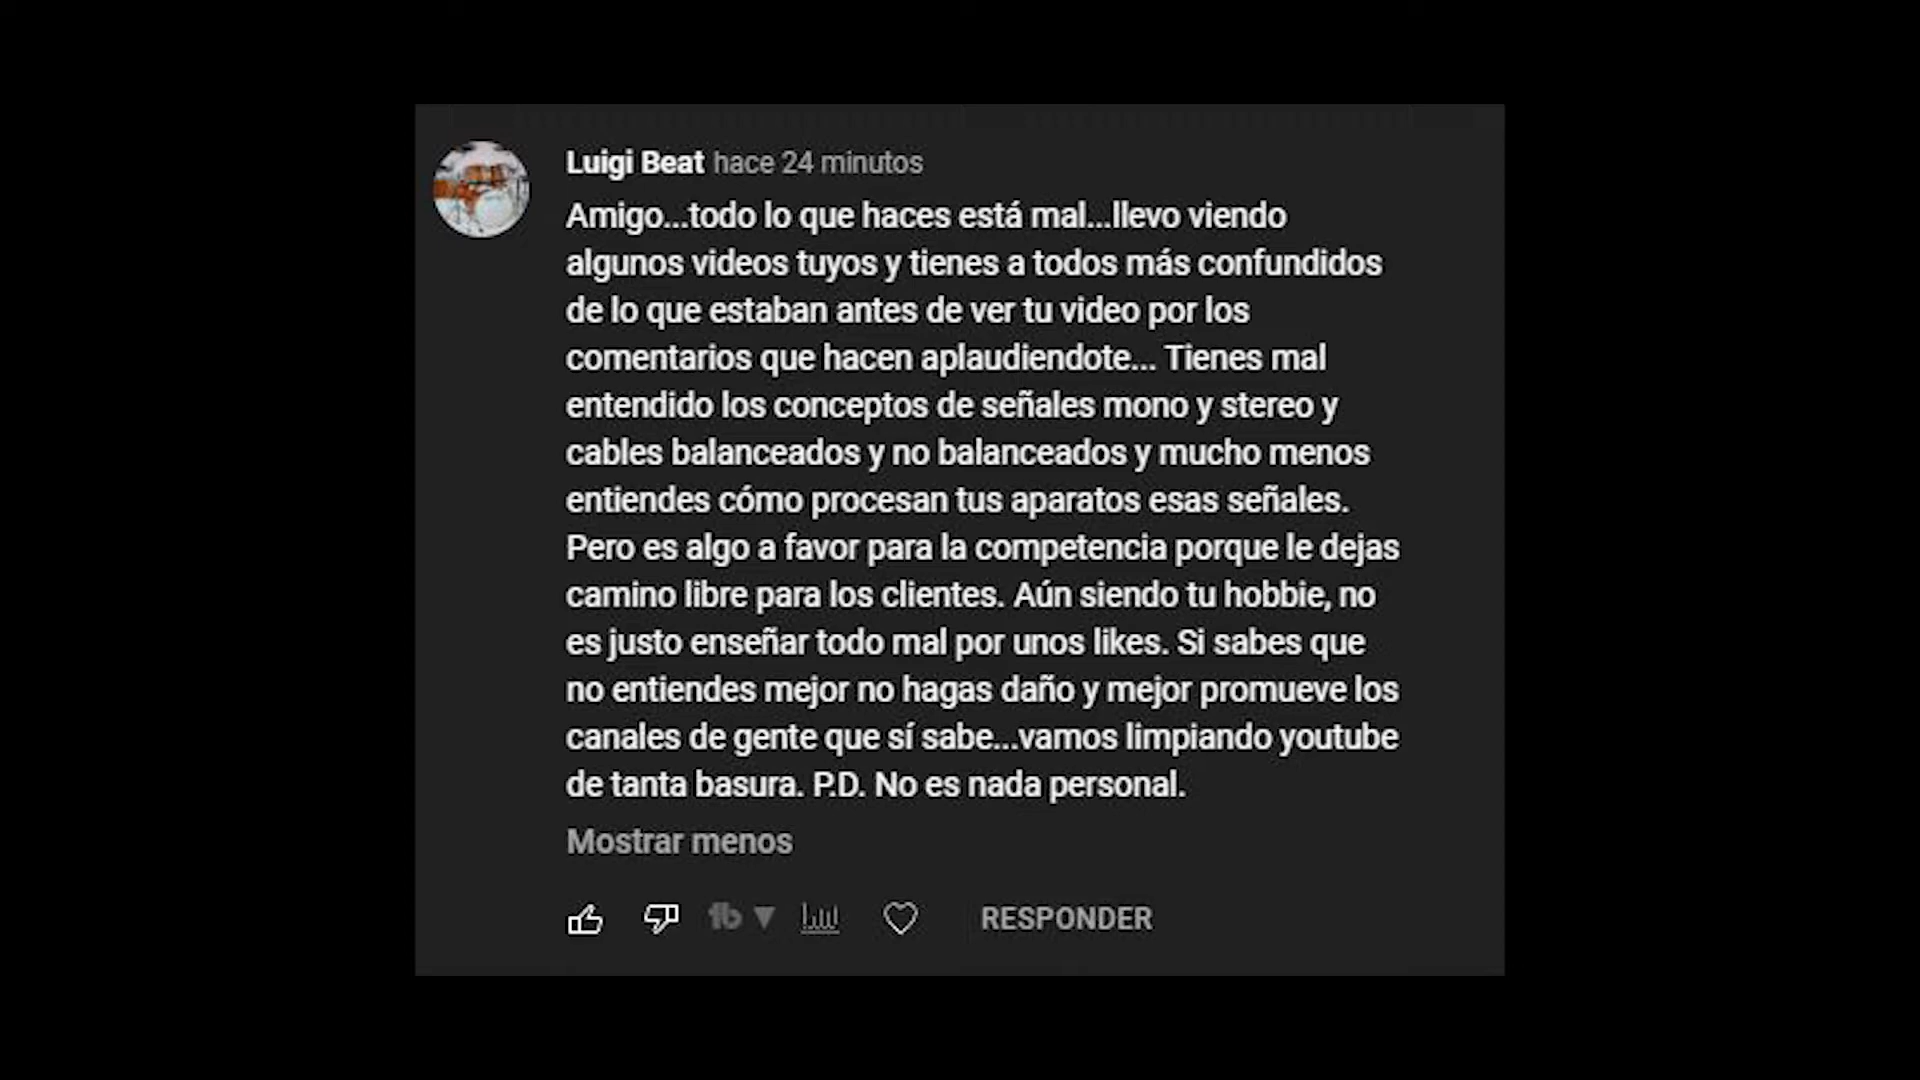 Luigi Beat hace 24 minutos
Amigo...todo lo que haces está mal...llevo viendo
algunos videos tuyos y tienes a todos más confundidos
de lo que estaban antes de ver tu video por los
comentarios que hacen aplaudiendote... Tienes mal
entendido los conceptos de señales mono y stereo y
cables balanceados y no balanceados y mucho menos
entiendes cómo procesan tus aparatos esas señales.
Pero es algo a favor para la competencia porque le dejas
camino libre para los clientes. Aún siendo tu hobbie, no
es justo enseñar todo mal por unos likes. Si sabes que
no entiendes mejor no hagas daño y mejor promueve los
canales de gente que sí sabe...vamos limpiando youtube
de tanta basura. P.D. No es nada personal.
Mostrar menos
tb RESPONDER